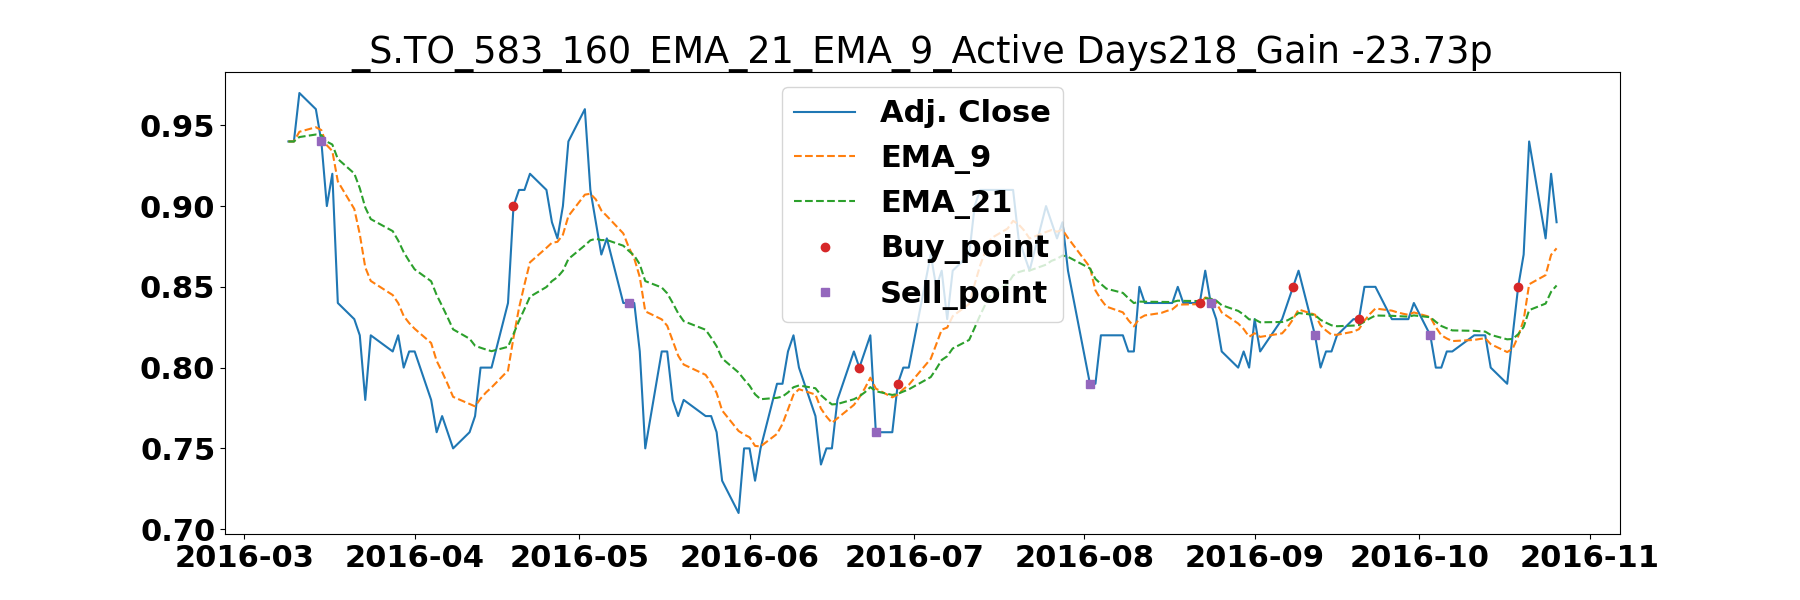 _S.TO_583_160_EMA_21_EMA_9_Active Days218_Gain -23.73p
Adj. Close
EMA_9
EMA_21
Buy_point
Sell_point
0.95
0.90
0.85
0.80
0.75
0.70
2016-03 2016-04 2016-05 2016-06 2016-07 2016-08 2016-09 2016-10 2016-11